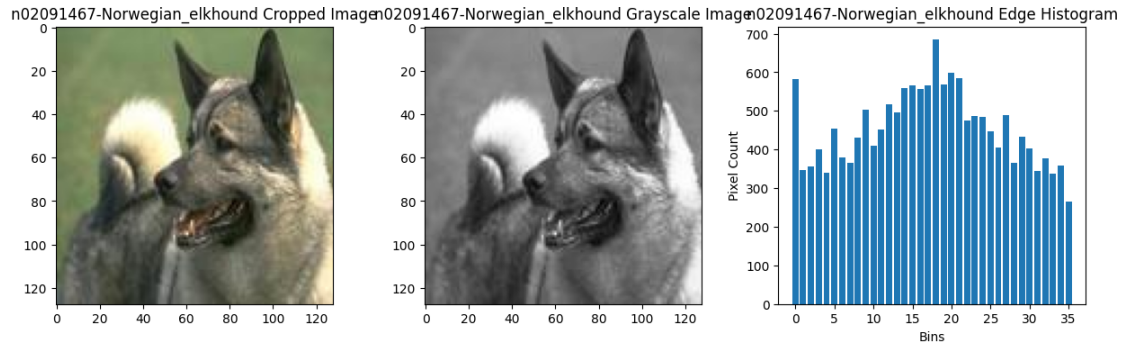 n02091467-Norwegian_elkhound Cropped Image
n02091467-Norwegian_elkhound Grayscale Image
n02091467-Norwegian_elkhound Edge Histogram
0
20
40
60
80
100
120
0 20 40 60 80 100 120
0
20
40
60
80
100
120
0 20 40 60 80 100 120
700
600
500
400
300
200
100
0
Pixel Count
0 5 10 15 20 25 30 35
Bins